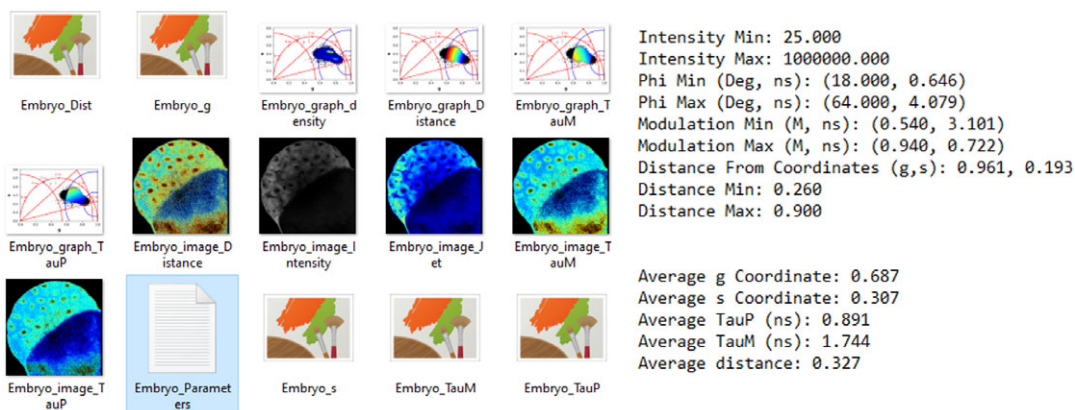 Embryo_Dist
Embryo_g
Embryo_graph_d
ensity
Embryo_graph_D
istance
Embryo_graph_T
auM
Embryo_graph_T
auP
Embryo_image_D
istance
Embryo_image_I
ntensity
Embryo_image_J
et
Embryo_image_T
auM
Embryo_image_T
auP
Embryo_Paramet
ers
Embryo_s
Embryo_TauM
Embryo_TauP
Intensity Min: 25.000
Intensity Max: 1000000.000
Phi Min (Deg, ns): (18.000, 0.646)
Phi Max (Deg, ns): (64.000, 4.079)
Modulation Min (M, ns): (0.540, 3.101)
Modulation Max (M, ns): (0.940, 0.722)
Distance From Coordinates (g,s): 0.961, 0.193
Distance Min: 0.260
Distance Max: 0.900
Average g Coordinate: 0.687
Average s Coordinate: 0.307
Average TauP (ns): 0.891
Average TauM (ns): 1.744
Average distance: 0.327